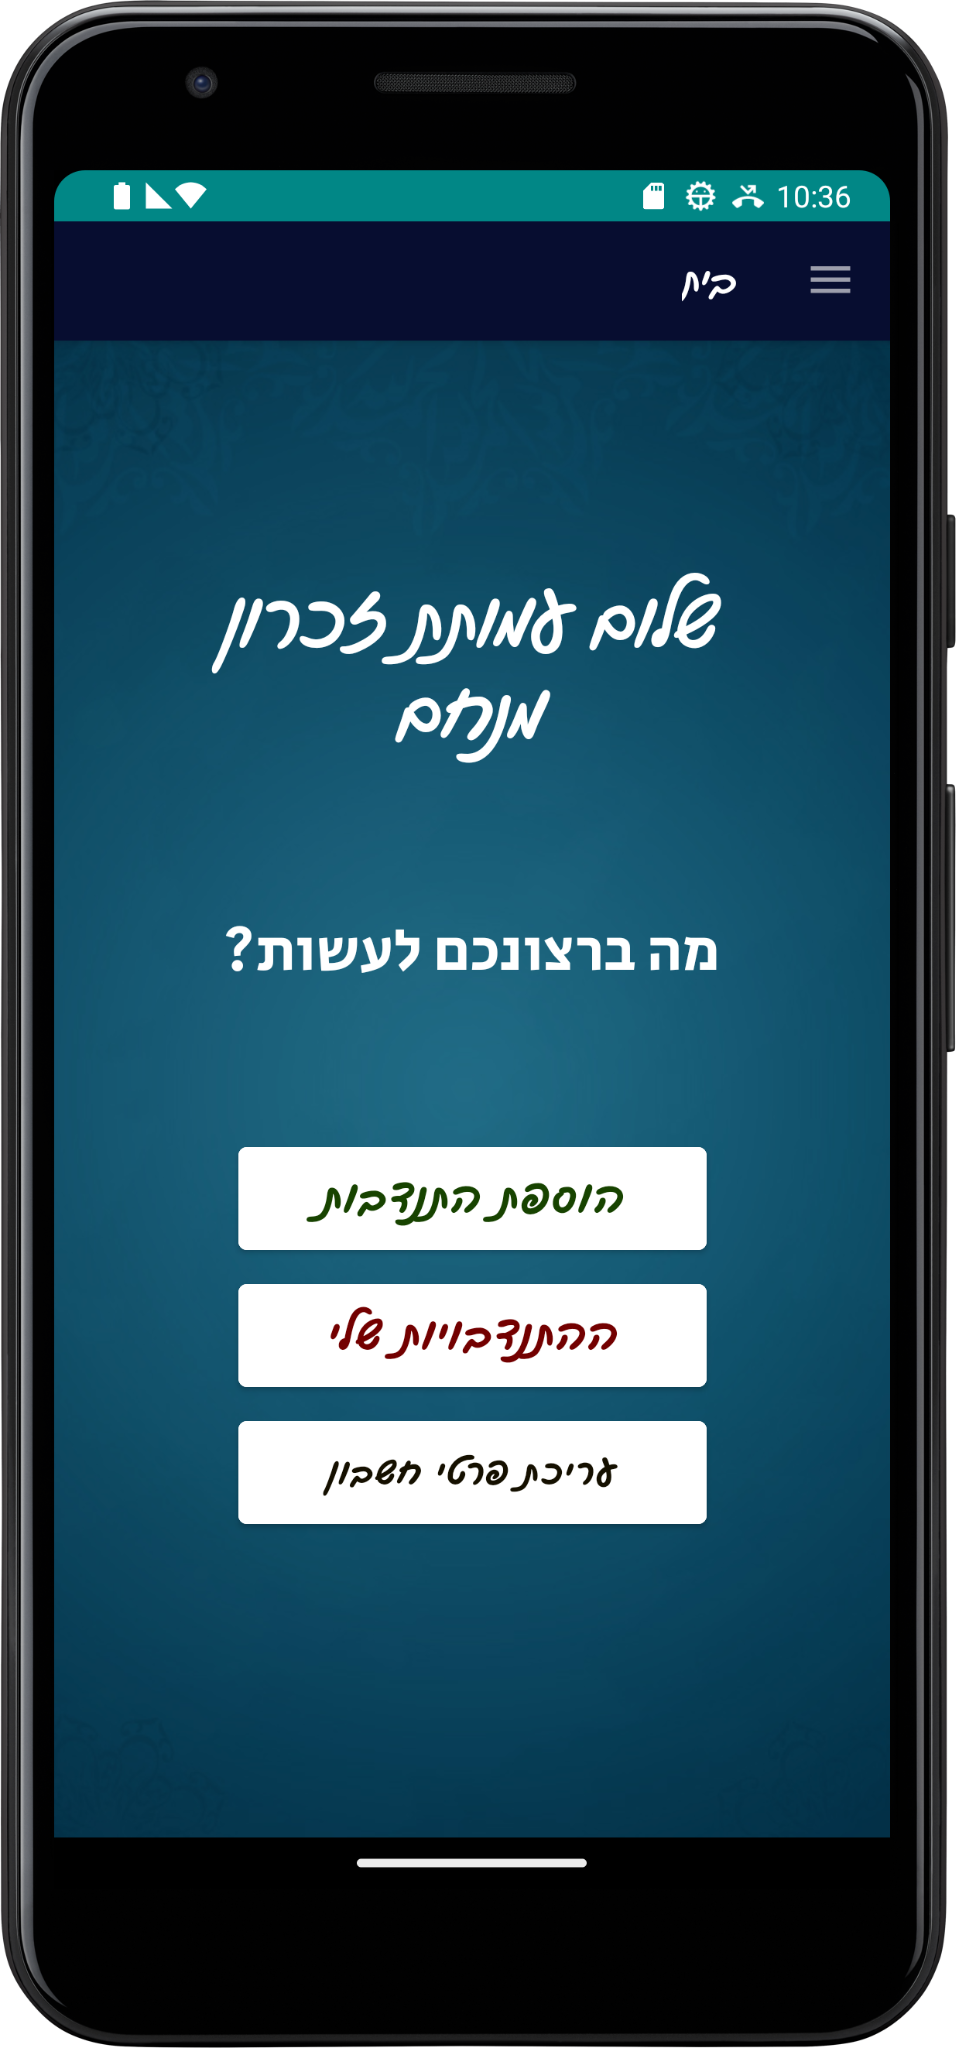 10:36
בית
שלום עמותת זכרון
מנחם
מה ברצונכם לעשות?
הוספת התנדבות
ההתנדבויות שלי
עריכת פרטי חשבון